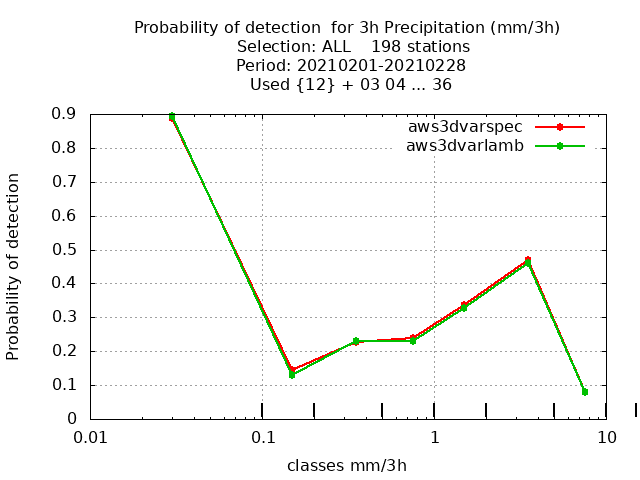 Probability of detection  for 3h Precipitation (mm/3h)
Selection: ALL    198 stations
Period: 20210201-20210228
Used {12} + 03 04 ... 36
aws3dvarspec
aws3dvarlamb
Probability of detection
0.9
0.8
0.7
0.6
0.5
0.4
0.3
0.2
0.1
0
0.01 0.1 1 10
classes mm/3h